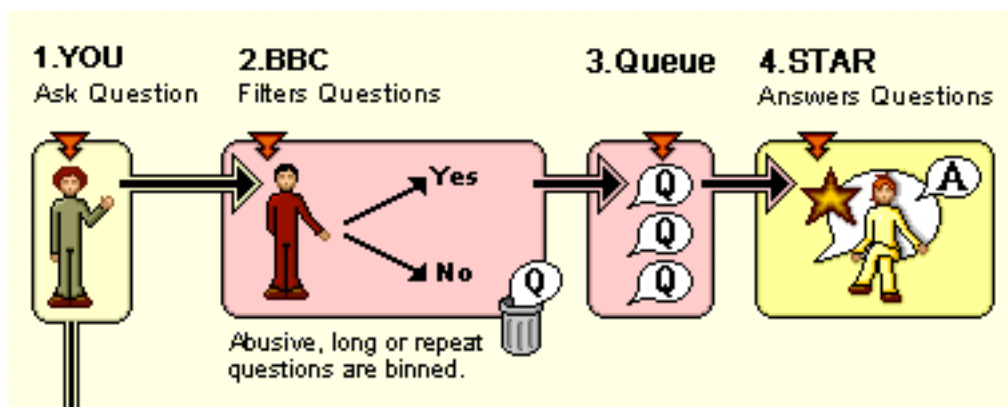 1.YOU
Ask Question
2.BBC
Filters Questions
3.Queue
4.STAR
Answers Questions
Yes
No
Q
Abusive, long or repeat
questions are binned.
Q
Q
Q
A